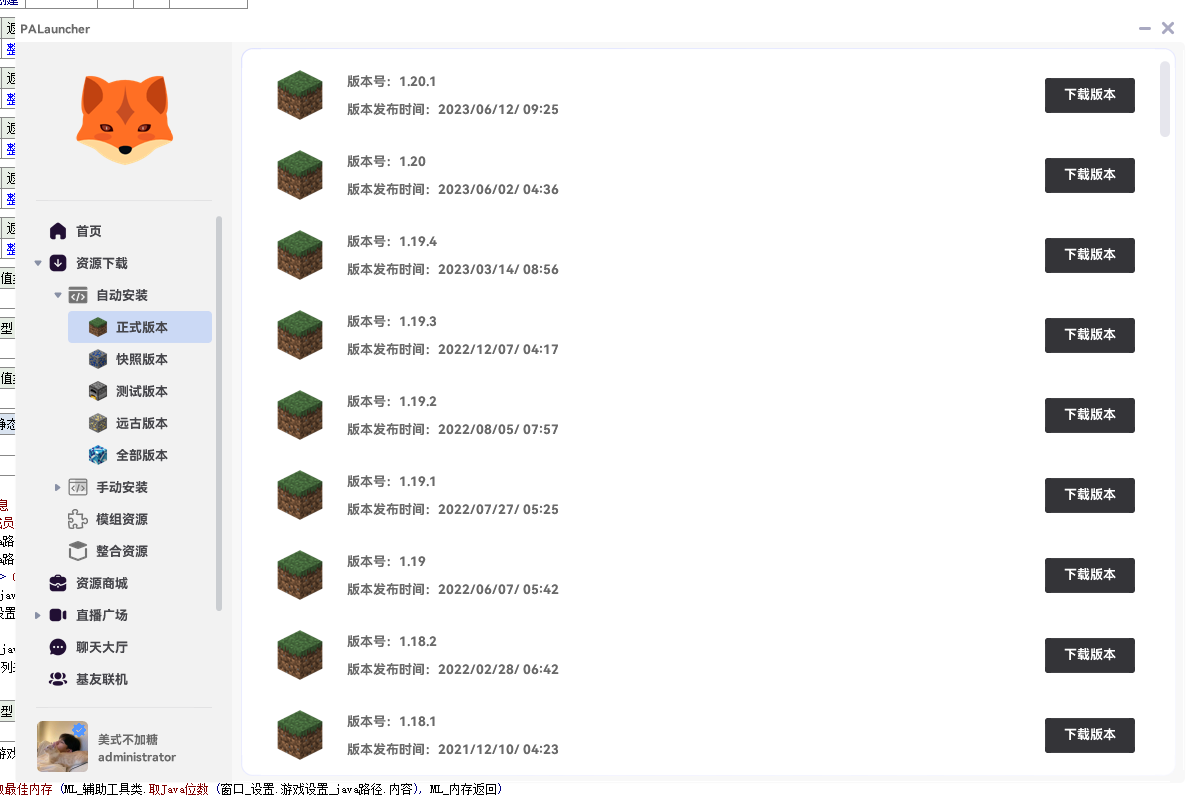 PALauncher
首页
资源下载
自动安装
正式版本
快照版本
测试版本
远古版本
全部版本
手动安装
模组资源
整合资源
资源商城
直播广场
聊天大厅
基友联机
美式不加糖
administrator
版本号：1.20.1
版本发布时间：2023/06/12/ 09:25
下载版本
版本号：1.20
版本发布时间：2023/06/02/ 04:36
下载版本
版本号：1.19.4
版本发布时间：2023/03/14/ 08:56
下载版本
版本号：1.19.3
版本发布时间：2022/12/07/ 04:17
下载版本
版本号：1.19.2
版本发布时间：2022/08/05/ 07:57
下载版本
版本号：1.19.1
版本发布时间：2022/07/27/ 05:25
下载版本
版本号：1.19
版本发布时间：2022/06/07/ 05:42
下载版本
版本号：1.18.2
版本发布时间：2022/02/28/ 06:42
下载版本
版本号：1.18.1
版本发布时间：2021/12/10/ 04:23
下载版本
最佳内存 (ML_辅助工具类.取Java位数 (窗口_设置.游戏设置_java路径.内容), ML_内存返回)